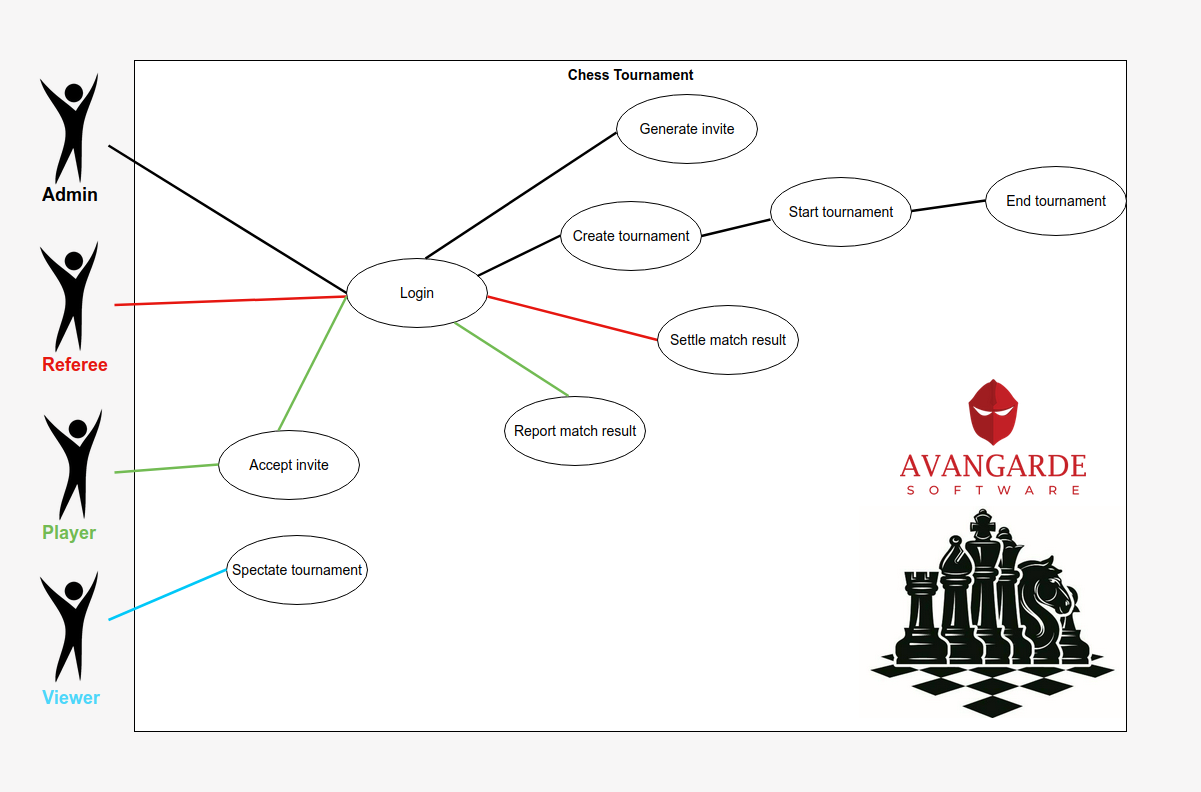 Chess Tournament
Generate invite
Admin
End tournament
Start tournament
Create tournament
Login
Referee
Settle match result
Report match result
Accept invite
AVANGARDE
SOFTWARE
Player
Spectate tournament
Viewer